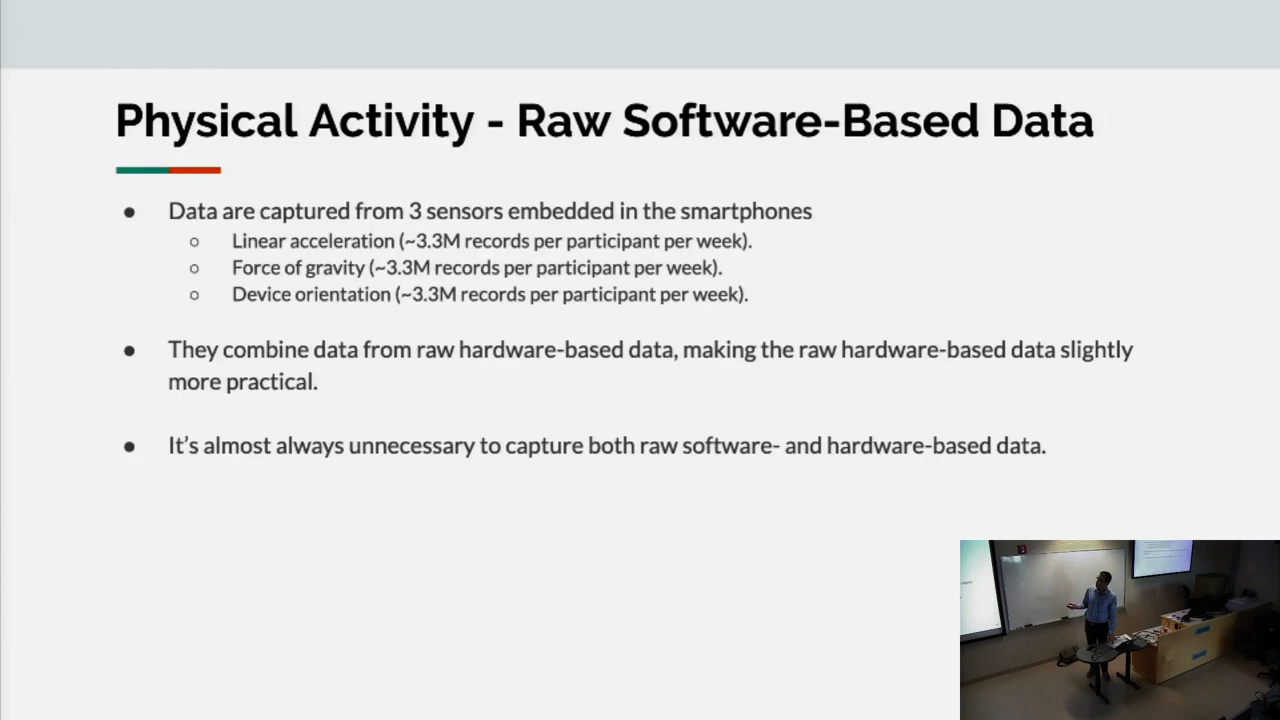 Physical Activity - Raw Software-Based Data
● Data are captured from 3 sensors embedded in the smartphones
○ Linear acceleration (~3.3M records per participant per week).
○ Force of gravity (~3.3M records per participant per week).
○ Device orientation (~3.3M records per participant per week).
● They combine data from raw hardware-based data, making the raw hardware-based data slightly
more practical.
● It’s almost always unnecessary to capture both raw software- and hardware-based data.